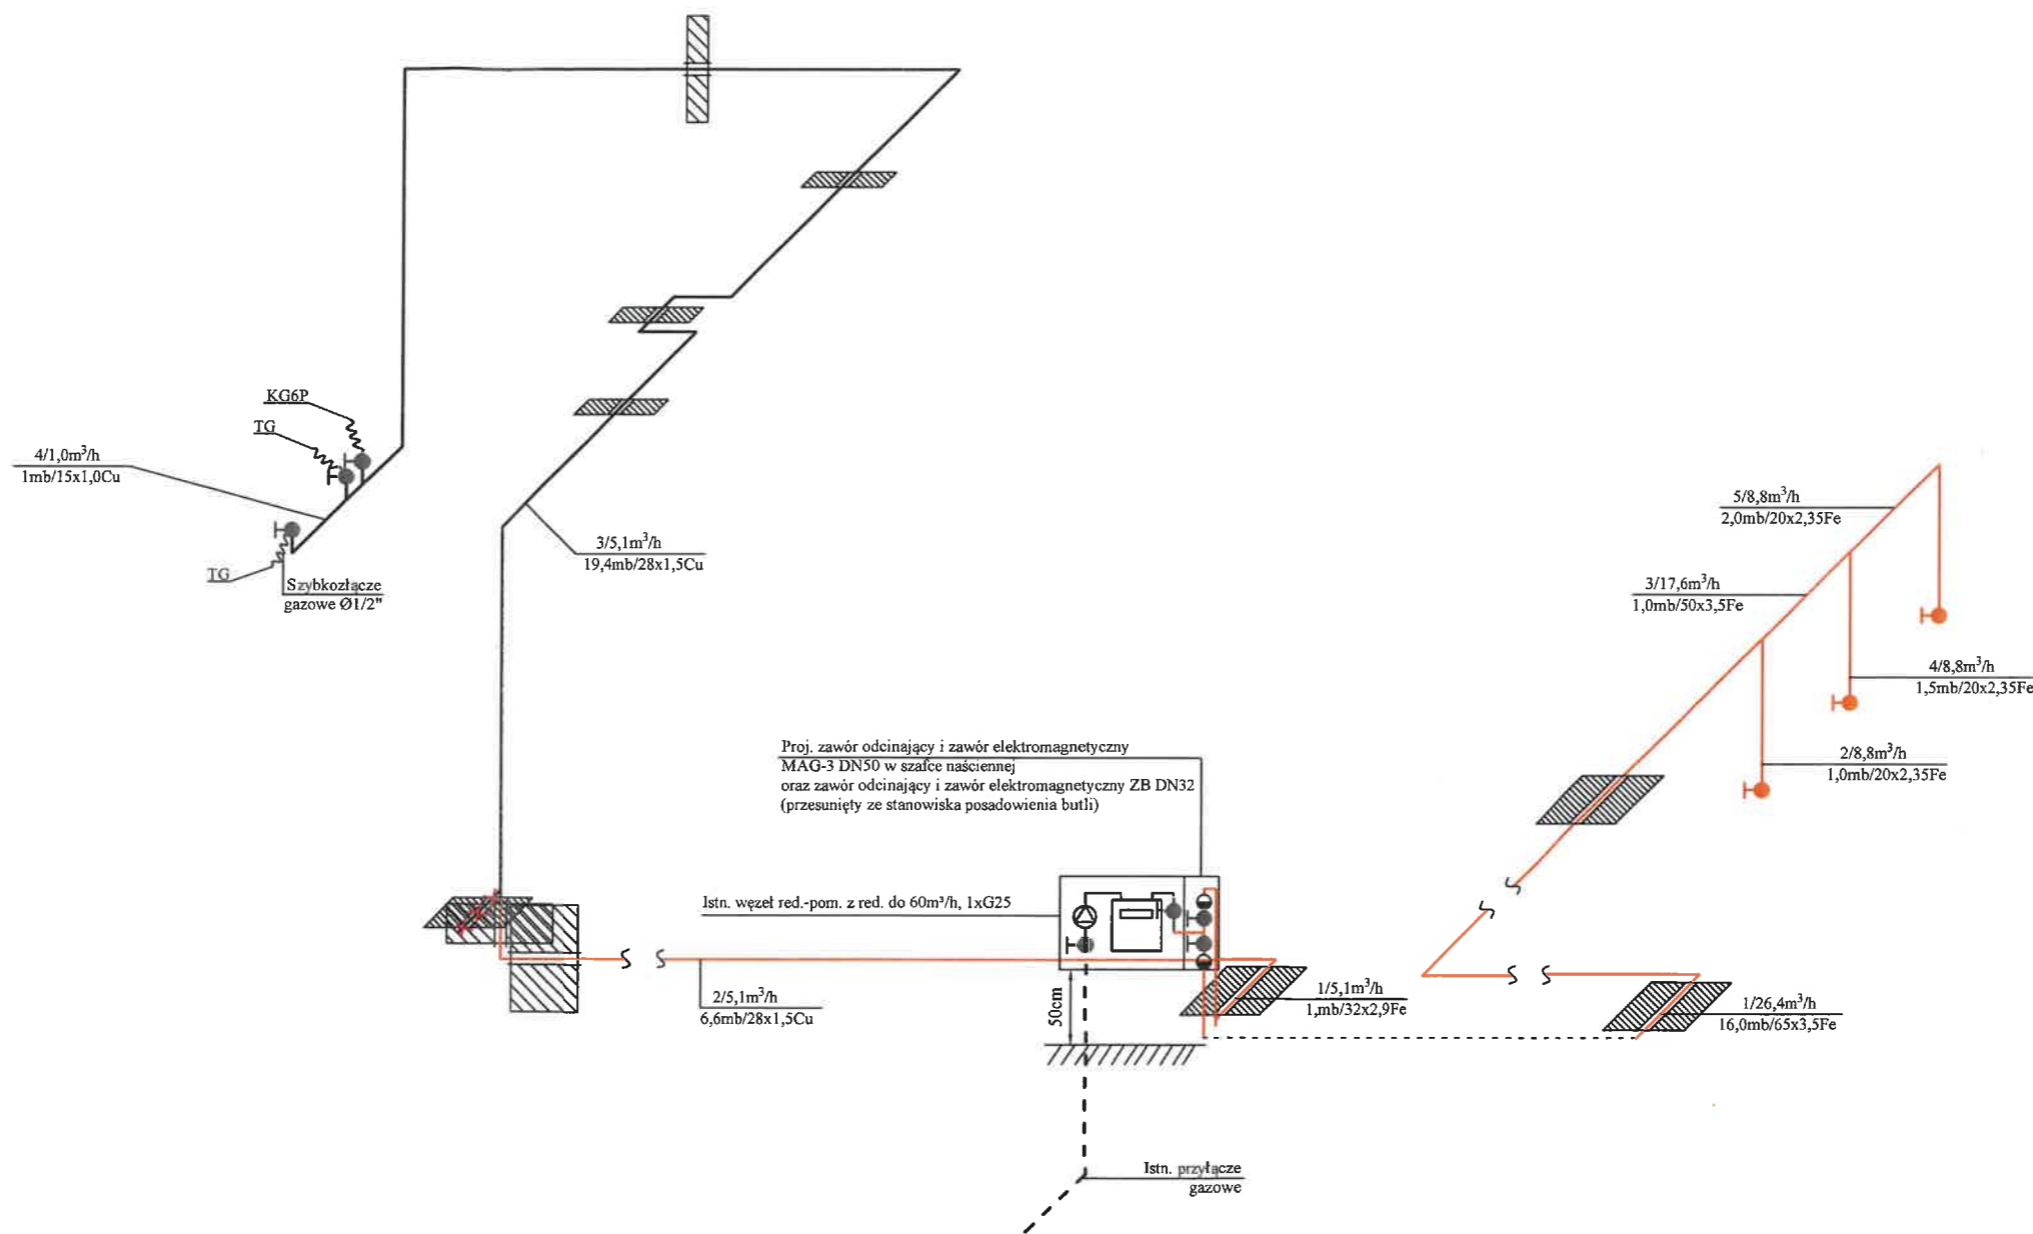 KG6P
TG
4/1,0m³/h
1mb/15x1,0Cu
TG
Szybkozłącze
gazowe Ø1/2"
3/5,1m³/h
19,4mb/28x1,5Cu
5/8,8m³/h
2,0mb/20x2,35Fe
3/17,6m³/h
1,0mb/50x3,5Fe
4/8,8m³/h
1,5mb/20x2,35Fe
2/8,8m³/h
1,0mb/20x2,35Fe
Proj. zawór odcinający i zawór elektromagnetyczny
MAG-3 DN50 w szafce naściennej
oraz zawór odcinający i zawór elektromagnetyczny ZB DN32
(przesunięty ze stanowiska posadowienia butli)
Istn. węzeł red.-pom. z red. do 60m³/h, 1xG25
2/5,1m³/h
6,6mb/28x1,5Cu
50cm
1/5,1m³/h
1,mb/32x2,9Fe
1/26,4m³/h
16,0mb/65x3,5Fe
Istn. przyłącze
gazowe